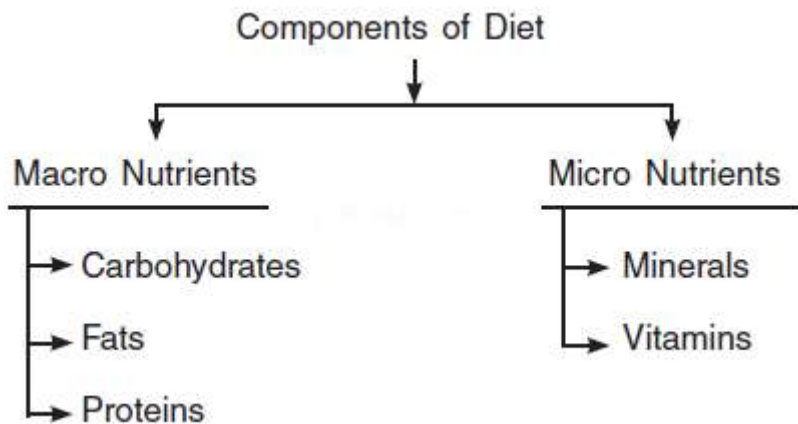 Components of Diet
Macro Nutrients
Carbohydrates
Fats
Proteins
Micro Nutrients
Minerals
Vitamins